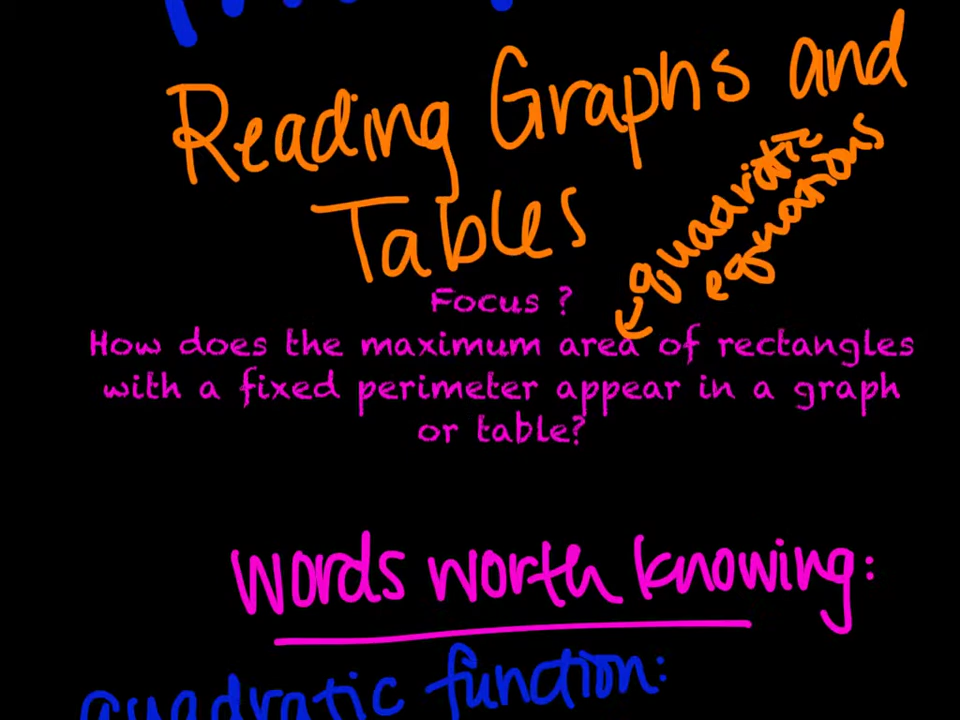 Reading Graphs and
Tables
quadratic
equations
Focus ?
How does the maximum area of rectangles
with a fixed perimeter appear in a graph
or table?
words worth knowing:
quadratic function: